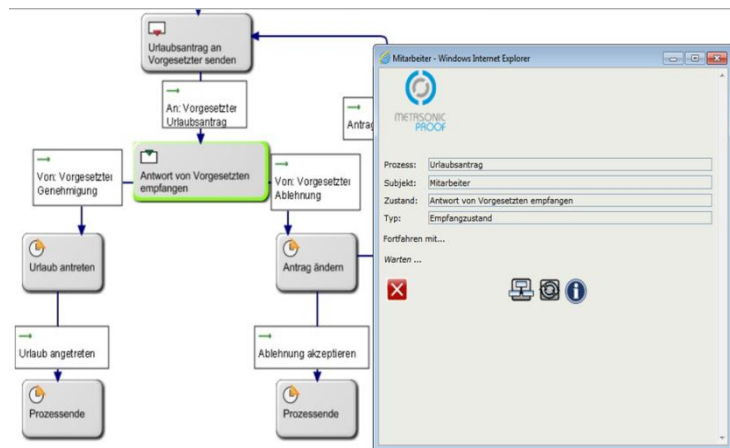 Urlaubsantrag an
Vorgesetzter senden
An: Vorgesetzter
Urlaubsantrag
Antrag
Von: Vorgesetzter
Genehmigung
Antwort von Vorgesetzten
empfangen
Von: Vorgesetzter
Ablehnung
Urlaub antreten
Antrag ändern
Urlaub angetreten
Ablehnung akzeptieren
Prozessende
Prozessende
Mitarbeiter - Windows Internet Explorer
METASONIC
PROOF
Prozess: Urlaubsantrag
Subjekt: Mitarbeiter
Zustand: Antwort von Vorgesetzten empfangen
Typ: Empfangzustand
Fortfahren mit...
Warten ...